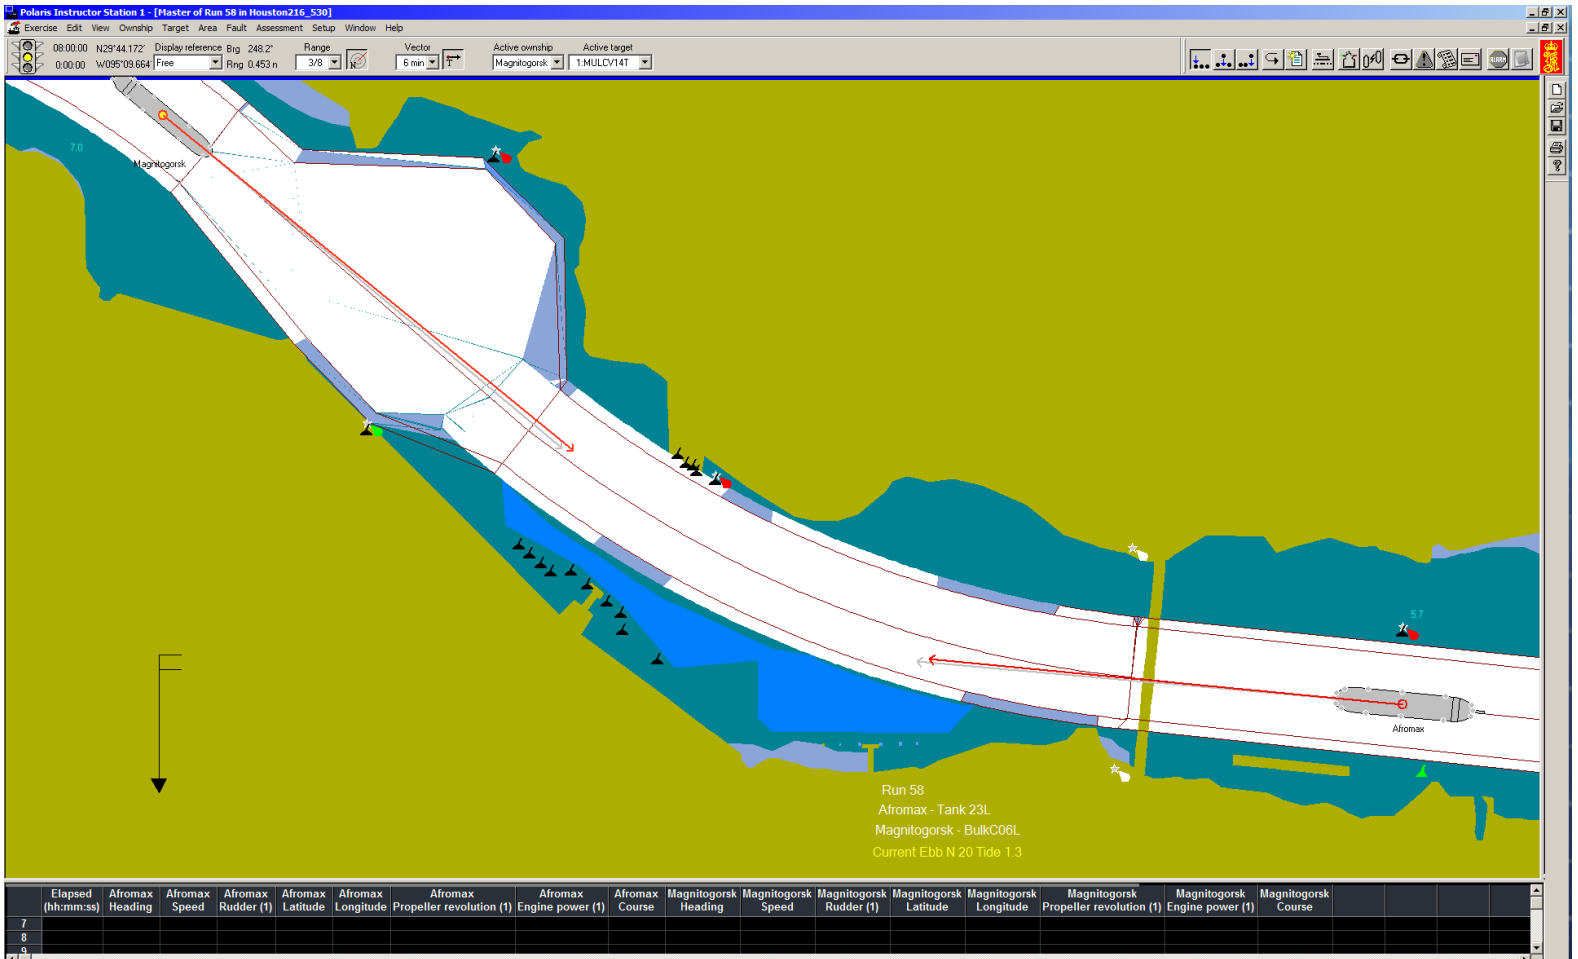 Polaris Instructor Station 1 - [Master of Run 58 in Houston216_530]
Exercise Edit View Ownship Target Area Fault Assessment Setup Window Help
08:00:00 N29°44.172' Display reference Brg 248.2° Range Vector Active ownship Active target
0:00:00 W095°09.664' Free Rng 0.453 n 3/8 6 min Magnitogorsk 1:MULCV14T
ALARM
7.0
Magnitogorsk
5.7
Afromax
Run 58
Afromax - Tank 23L
Magnitogorsk - BulkC06L
Current Ebb N 20 Tide 1.3
Elapsed Afromax Afromax Afromax Afromax Afromax Afromax Afromax Afromax Magnitogorsk Magnitogorsk Magnitogorsk Magnitogorsk Magnitogorsk Magnitogorsk Magnitogorsk Magnitogorsk
(hh:mm:ss) Heading Speed Rudder (1) Latitude Longitude Propeller revolution (1) Engine power (1) Course Heading Speed Rudder (1) Latitude Longitude Propeller revolution (1) ngine power (1) Course
7
8
9